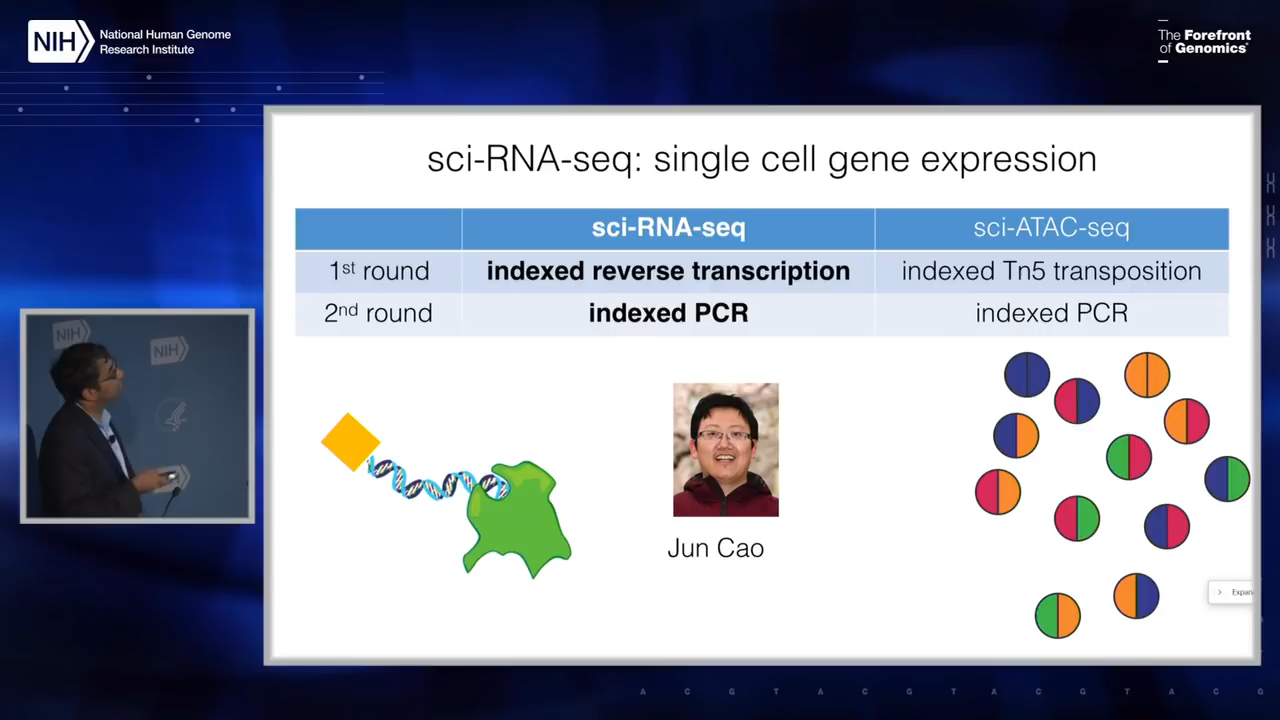 NIH
National Human Genome
Research Institute
The Forefront
of Genomics®
sci-RNA-seq: single cell gene expression
sci-RNA-seq sci-ATAC-seq
1st round indexed reverse transcription indexed Tn5 transposition
2nd round indexed PCR indexed PCR
NIH
NIH
Jun Cao
A C G T A C G T A C G T A C G